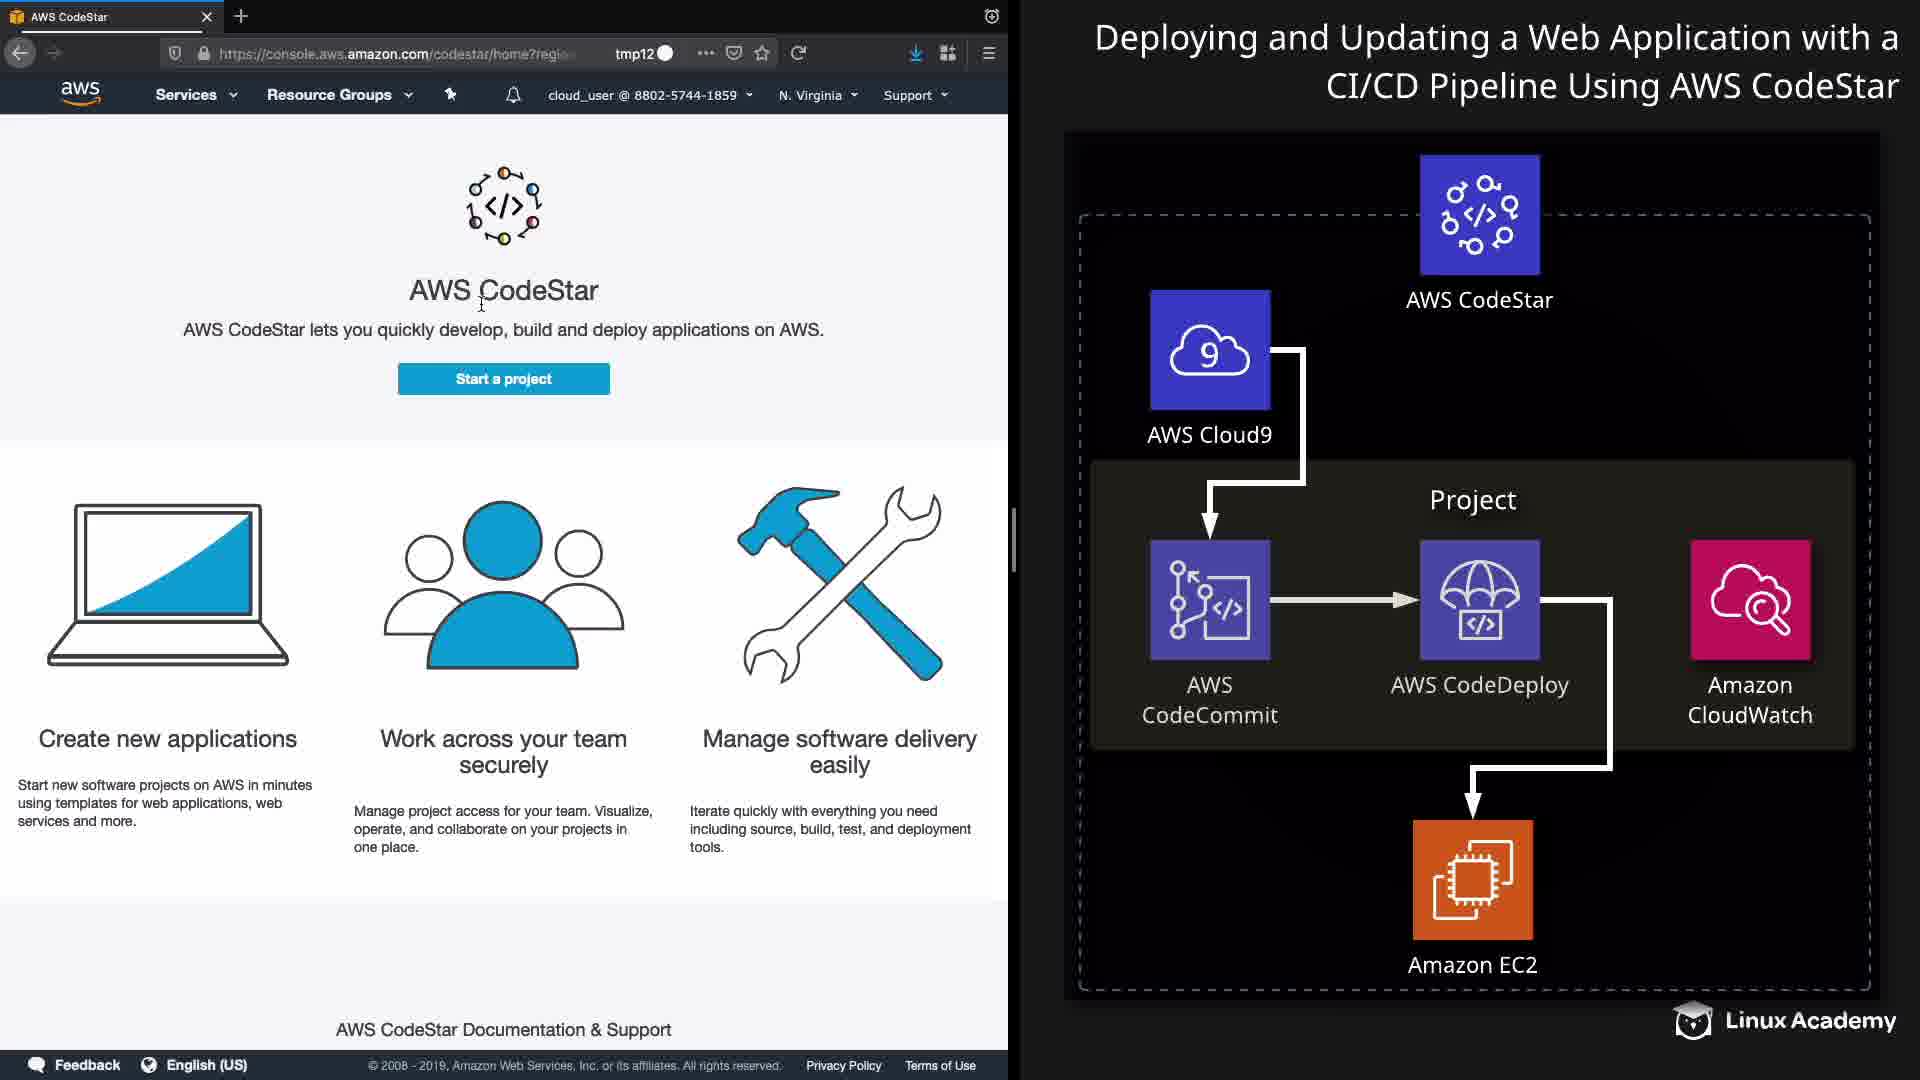 AWS CodeStar
https://console.aws.amazon.com/codestar/home?regio
tmp12
aws
Services
Resource Groups
cloud_user @ 8802-5744-1859
N. Virginia
Support
AWS CodeStar
AWS CodeStar lets you quickly develop, build and deploy applications on AWS.
Start a project
Create new applications
Start new software projects on AWS in minutes
using templates for web applications, web
services and more.
Work across your team
securely
Manage project access for your team. Visualize,
operate, and collaborate on your projects in
one place.
Manage software delivery
easily
Iterate quickly with everything you need
including source, build, test, and deployment
tools.
AWS CodeStar Documentation & Support
Feedback
English (US)
© 2008 - 2019, Amazon Web Services, Inc. or its affiliates. All rights reserved.
Privacy Policy
Terms of Use
Deploying and Updating a Web Application with a
CI/CD Pipeline Using AWS CodeStar
</>
AWS CodeStar
9
AWS Cloud9
Project
</>
AWS
CodeCommit
</>
AWS CodeDeploy
Amazon
CloudWatch
Amazon EC2
Linux Academy